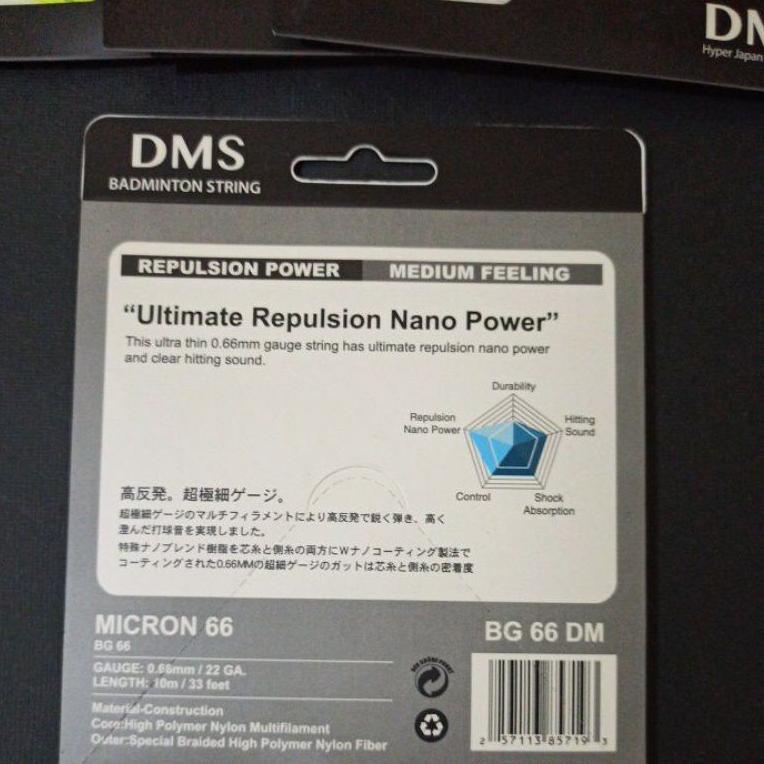 DM
Hyper Japan
DMS
BADMINTON STRING
REPULSION POWER MEDIUM FEELING
“Ultimate Repulsion Nano Power”
This ultra thin 0.66mm gauge string has ultimate repulsion nano power
and clear hitting sound.
Durability
Repulsion
Nano Power
Hitting
Sound
Control
Shock
Absorption
高反発。超極細ゲージ。
超極細ゲージのマルチフィラメントにより高反発で鋭く弾き、高く
澄んだ打球音を実現しました。
特殊ナノブレンド樹脂を芯糸と側糸の両方にWナノコーティング製法で
コーティングされた0.66MMの超細ゲージのガットは芯糸と側糸の密着度
MICRON 66
BG 66
BG 66 DM
GAUGE: 0.66mm / 22 GA.
LENGTH: 10m / 33 feet
Material-Construction
Core:High Polymer Nylon Multifilament
Outer:Special Braided High Polymer Nylon Fiber
2 57113 85719 3